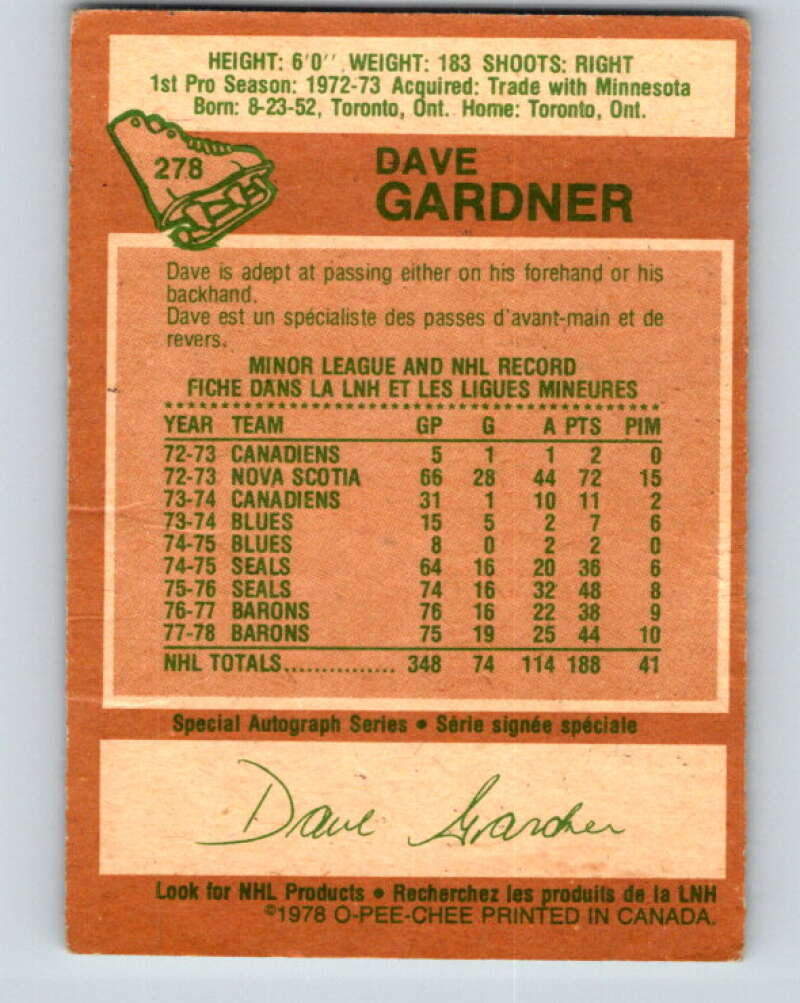 HEIGHT: 6'0'' WEIGHT: 183 SHOOTS: RIGHT
1st Pro Season: 1972-73 Acquired: Trade with Minnesota
Born: 8-23-52, Toronto, Ont. Home: Toronto, Ont.
278
DAVE
GARDNER
Dave is adept at passing either on his forehand or his
backhand.
Dave est un spécialiste des passes d'avant-main et de
revers.
MINOR LEAGUE AND NHL RECORD
FICHE DANS LA LNH ET LES LIGUES MINEURES
YEAR TEAM GP G A PTS PIM
72-73 CANADIENS 5 1 1 2 0
72-73 NOVA SCOTIA 66 28 44 72 15
73-74 CANADIENS 31 1 10 11 2
73-74 BLUES 15 5 2 7 6
74-75 BLUES 8 0 2 2 0
74-75 SEALS 64 16 20 36 6
75-76 SEALS 74 16 32 48 8
76-77 BARONS 76 16 22 38 9
77-78 BARONS 75 19 25 44 10
NHL TOTALS............... 348 74 114 188 41
Special Autograph Series • Série signée spéciale
Dave Gardner
Look for NHL Products • Recherchez les produits de la LNH
©1978 O-PEE-CHEE PRINTED IN CANADA.